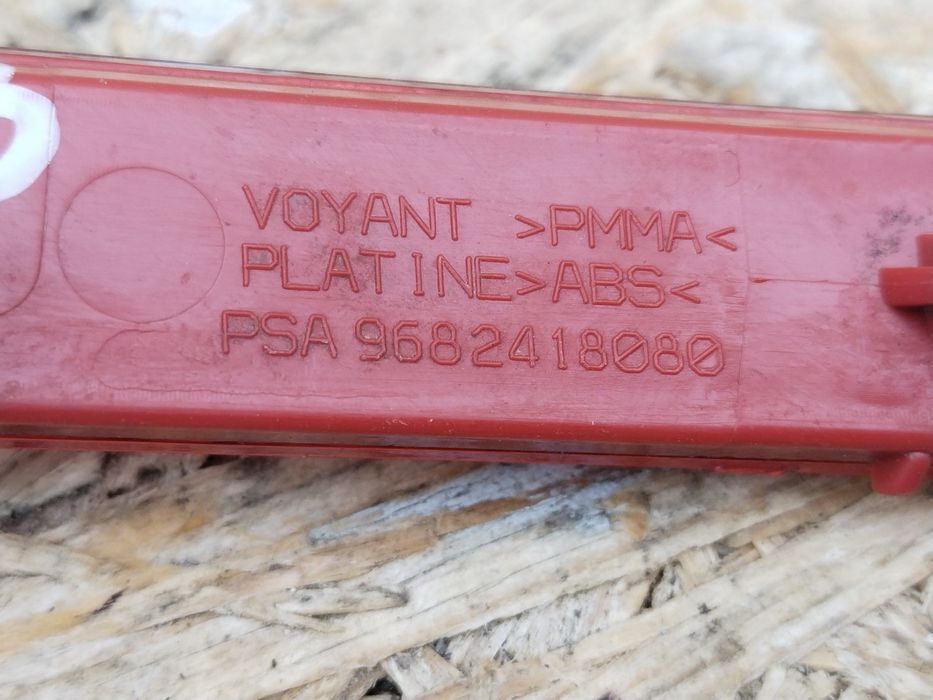 VOYANT >PMMA<
PLATINE>ABS<
PSA 9682418080